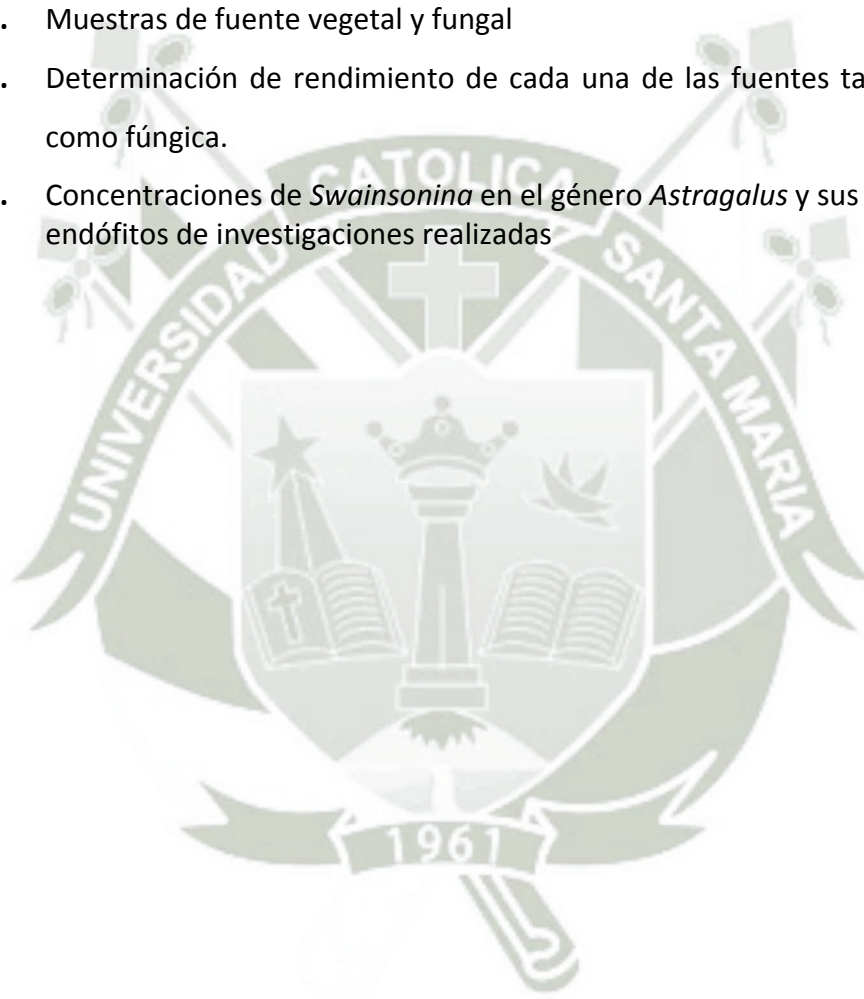 . Muestras de fuente vegetal y fungal
. Determinación de rendimiento de cada una de las fuentes
como fúngica.
. Concentraciones de Swainsonina en el género Astragalus y sus
endófitos de investigaciones realizadas
UNIVERSIDAD CATOLICA SANTA MARIA
1961